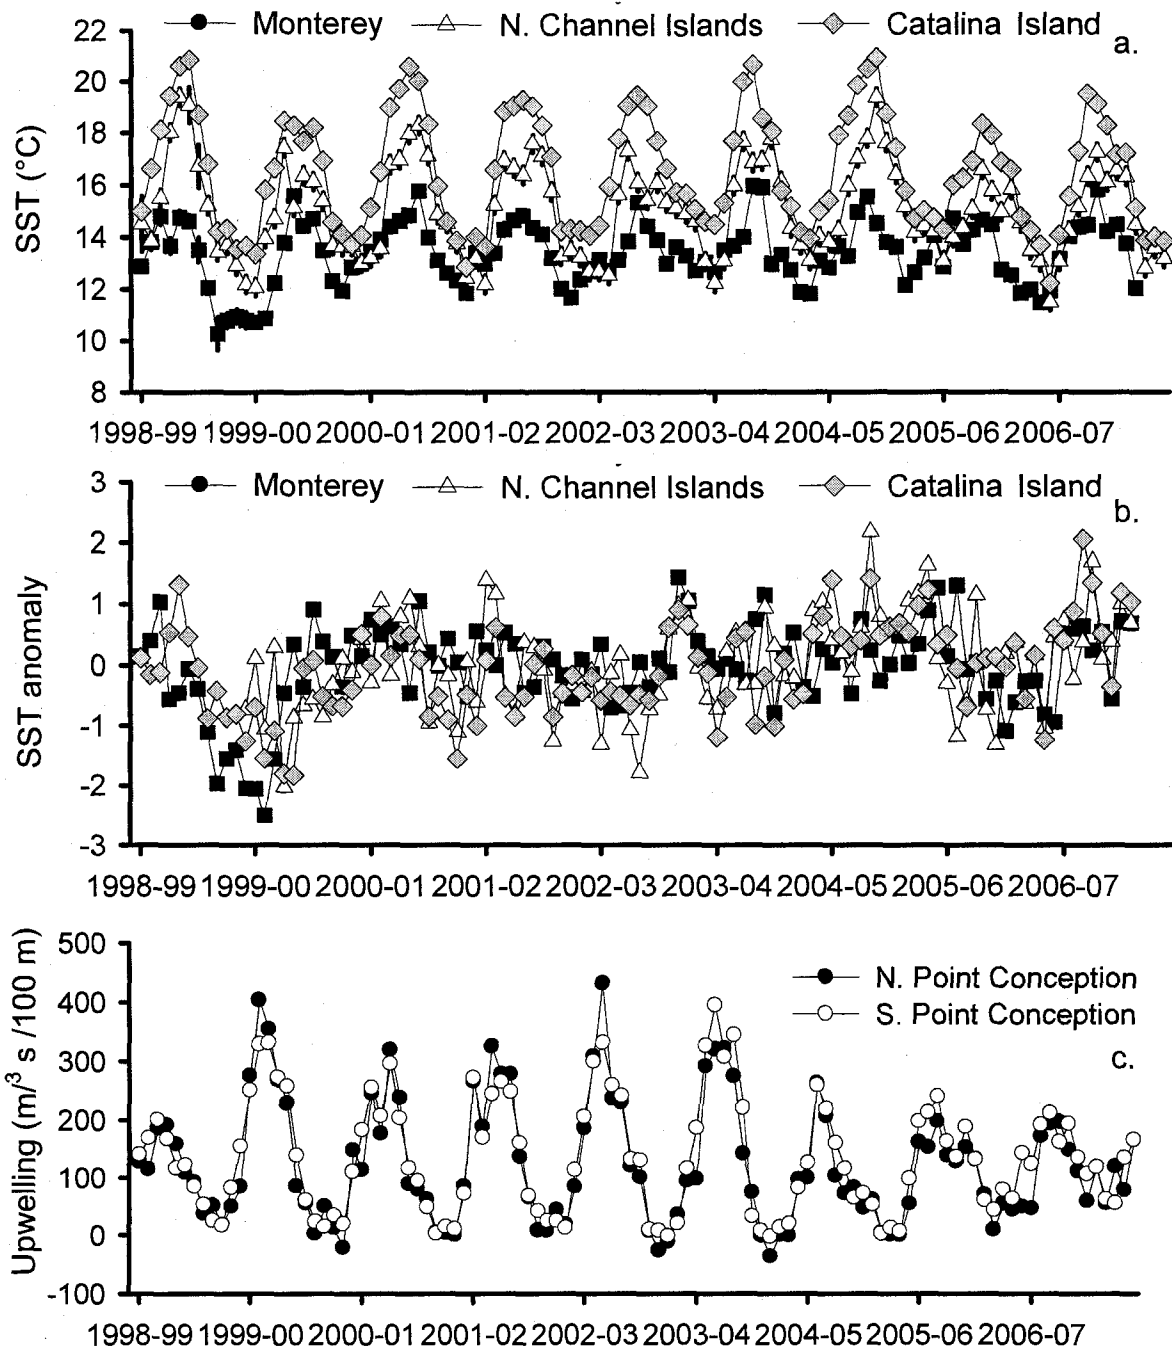 Monterey N. Channel Islands Catalina Island
a.
22
20
18
16
14
12
10
8
SST (°C)
1998-99 1999-00 2000-01 2001-02 2002-03 2003-04 2004-05 2005-06 2006-07
Monterey N. Channel Islands Catalina Island
b.
3
2
1
0
-1
-2
-3
SST anomaly
1998-99 1999-00 2000-01 2001-02 2002-03 2003-04 2004-05 2005-06 2006-07
N. Point Conception
S. Point Conception
c.
500
400
300
200
100
0
-100
Upwelling (m/³ s /100 m)
1998-99 1999-00 2000-01 2001-02 2002-03 2003-04 2004-05 2005-06 2006-07